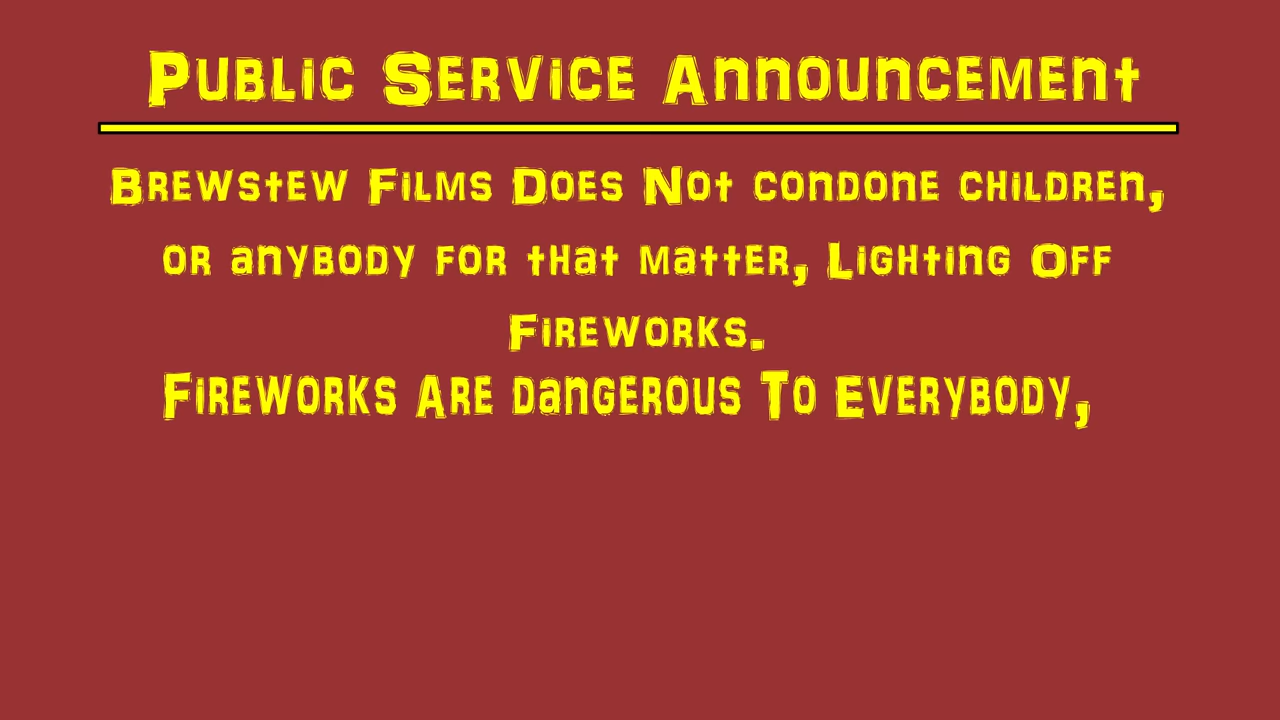 Public Service Announcement
Brewstew Films Does Not condone children,
or anybody for that matter, Lighting Off
Fireworks.
Fireworks Are dangerous To Everybody,